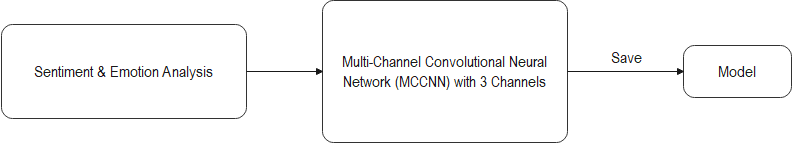 Sentiment & Emotion Analysis
Multi-Channel Convolutional Neural
Network (MCCNN) with 3 Channels
Save
Model